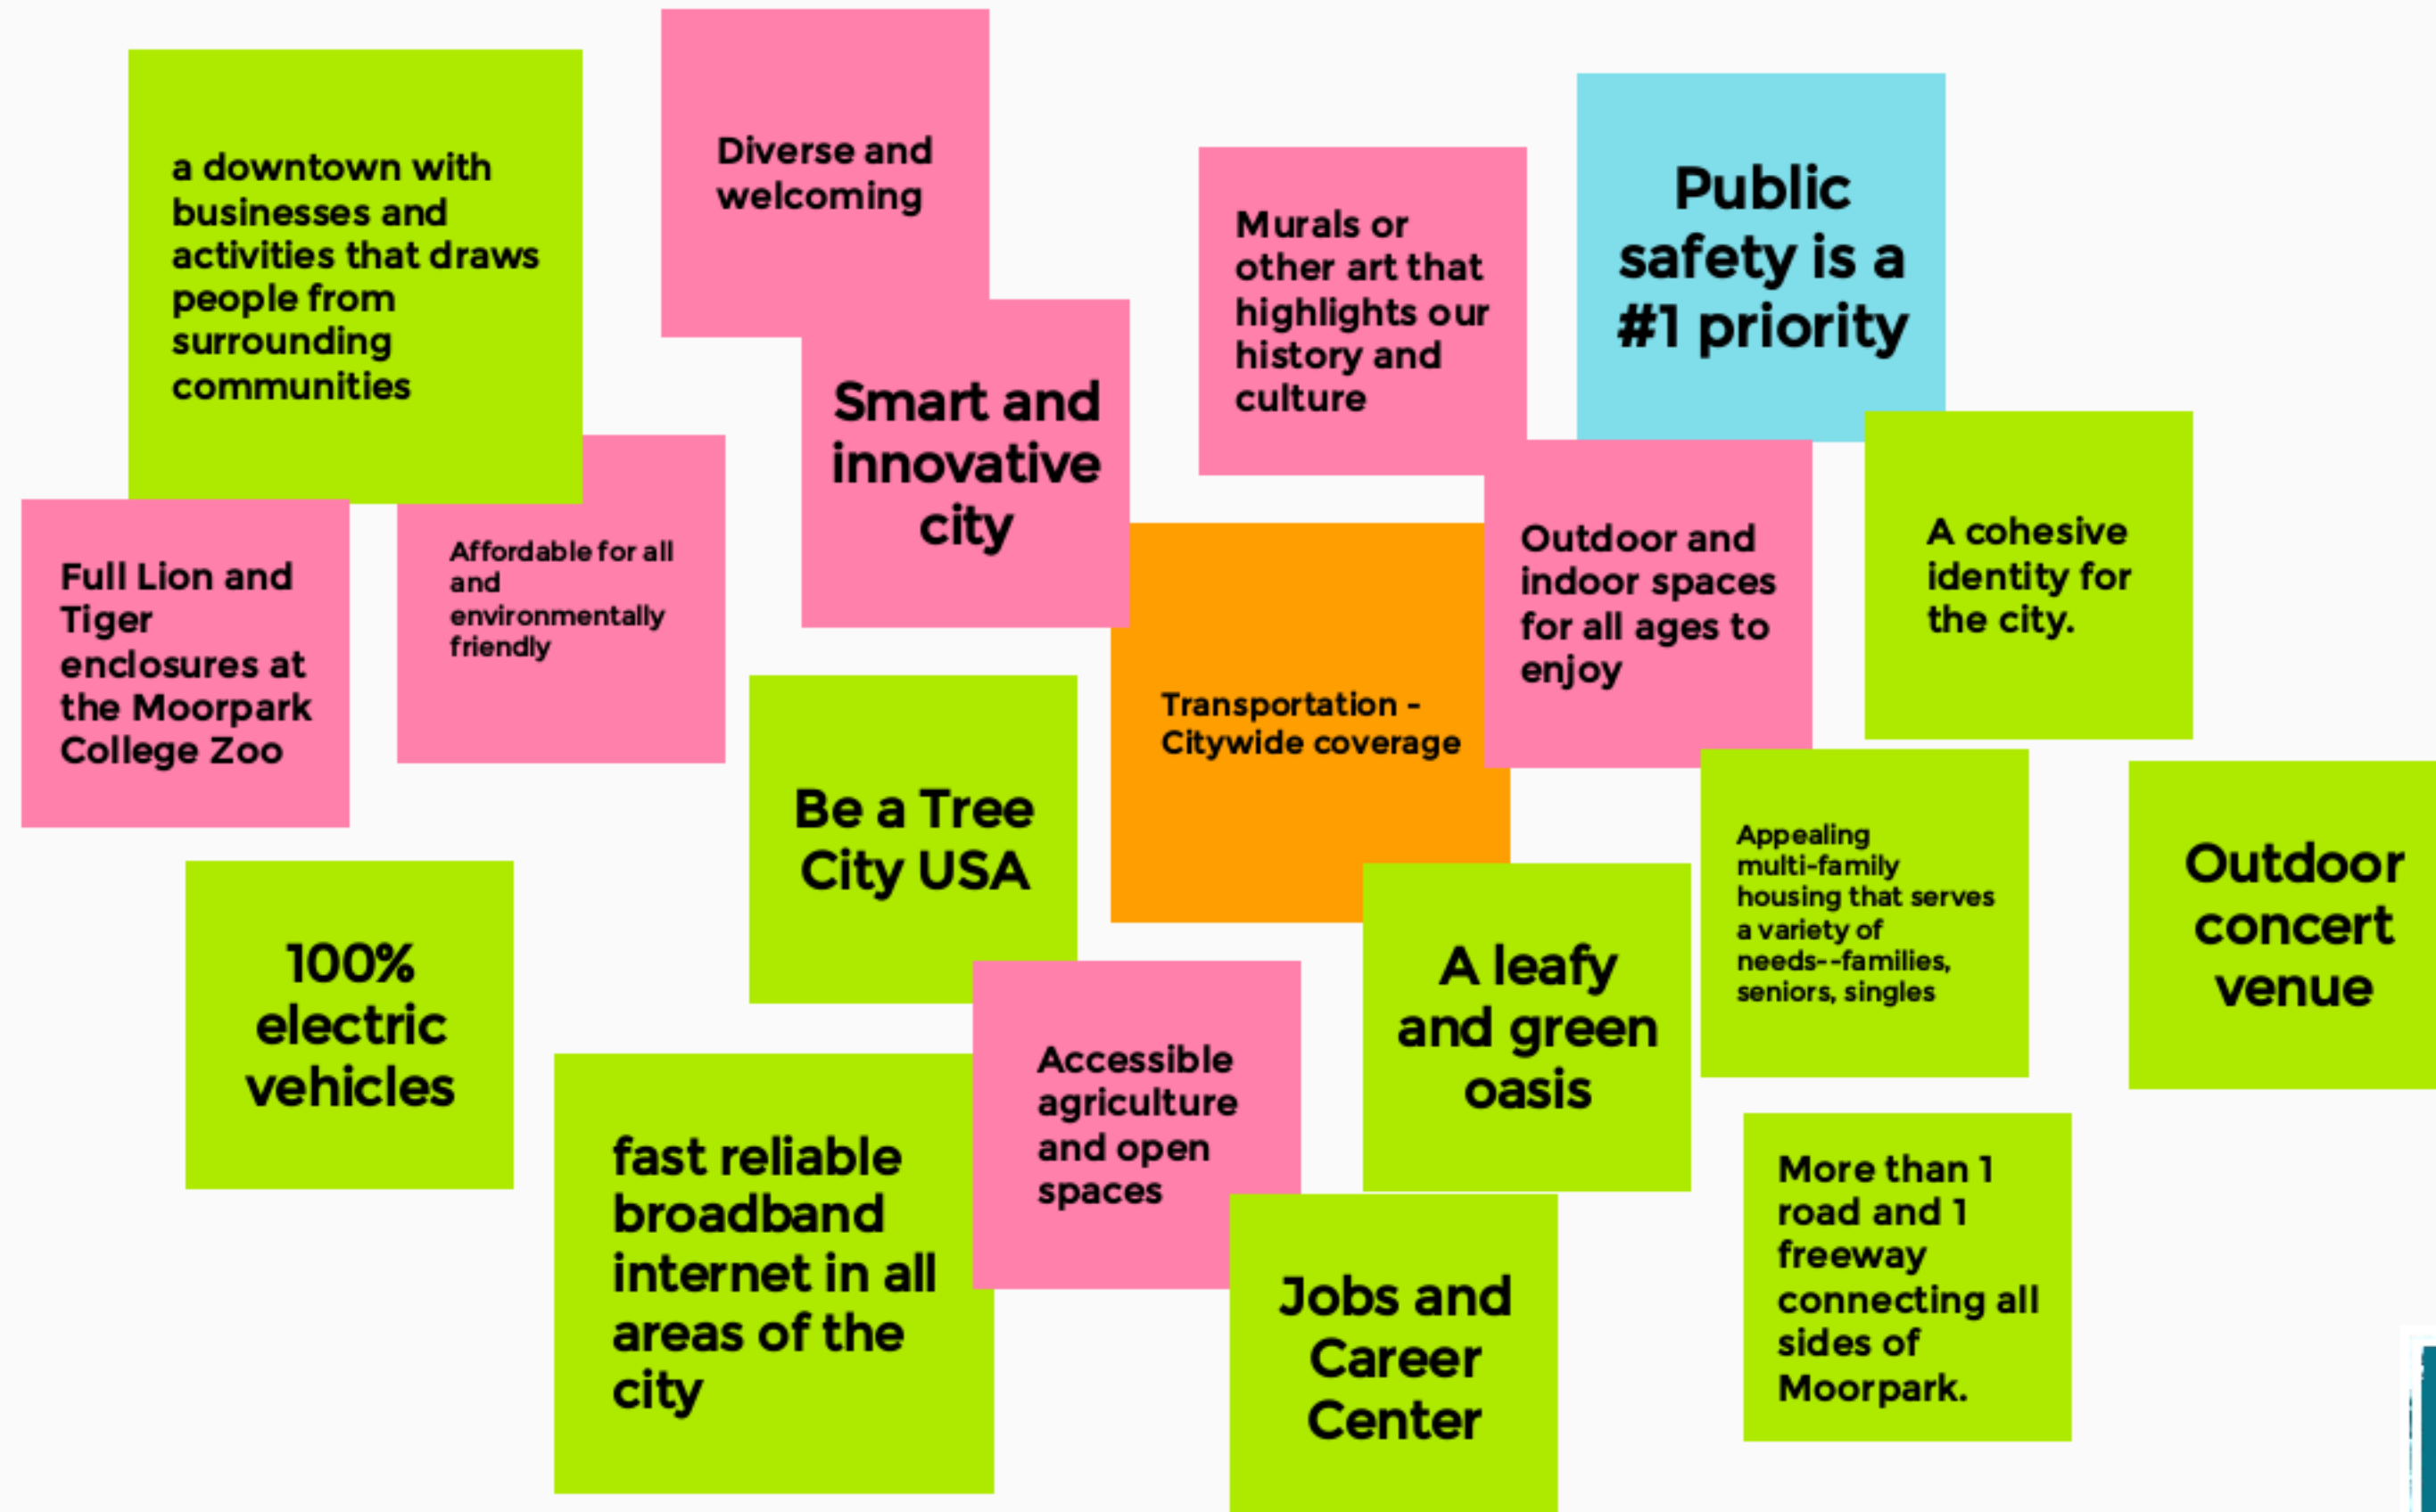 a downtown with
businesses and
activities that draws
people from
surrounding
communities
Diverse and
welcoming
Smart and
innovative
city
Murals or
other art that
highlights our
history and
culture
Public
safety is a
#1 priority
Full Lion and
Tiger
enclosures at
the Moorpark
College Zoo
Affordable for all
and
environmentally
friendly
Transportation -
Citywide coverage
Outdoor and
indoor spaces
for all ages to
enjoy
A cohesive
identity for
the city.
Be a Tree
City USA
Appealing
multi-family
housing that serves
a variety of
needs--families,
seniors, singles
Outdoor
concert
venue
100%
electric
vehicles
A leafy
and green
oasis
fast reliable
broadband
internet in all
areas of the
city
Accessible
agriculture
and open
spaces
Jobs and
Career
Center
More than 1
road and 1
freeway
connecting all
sides of
Moorpark.